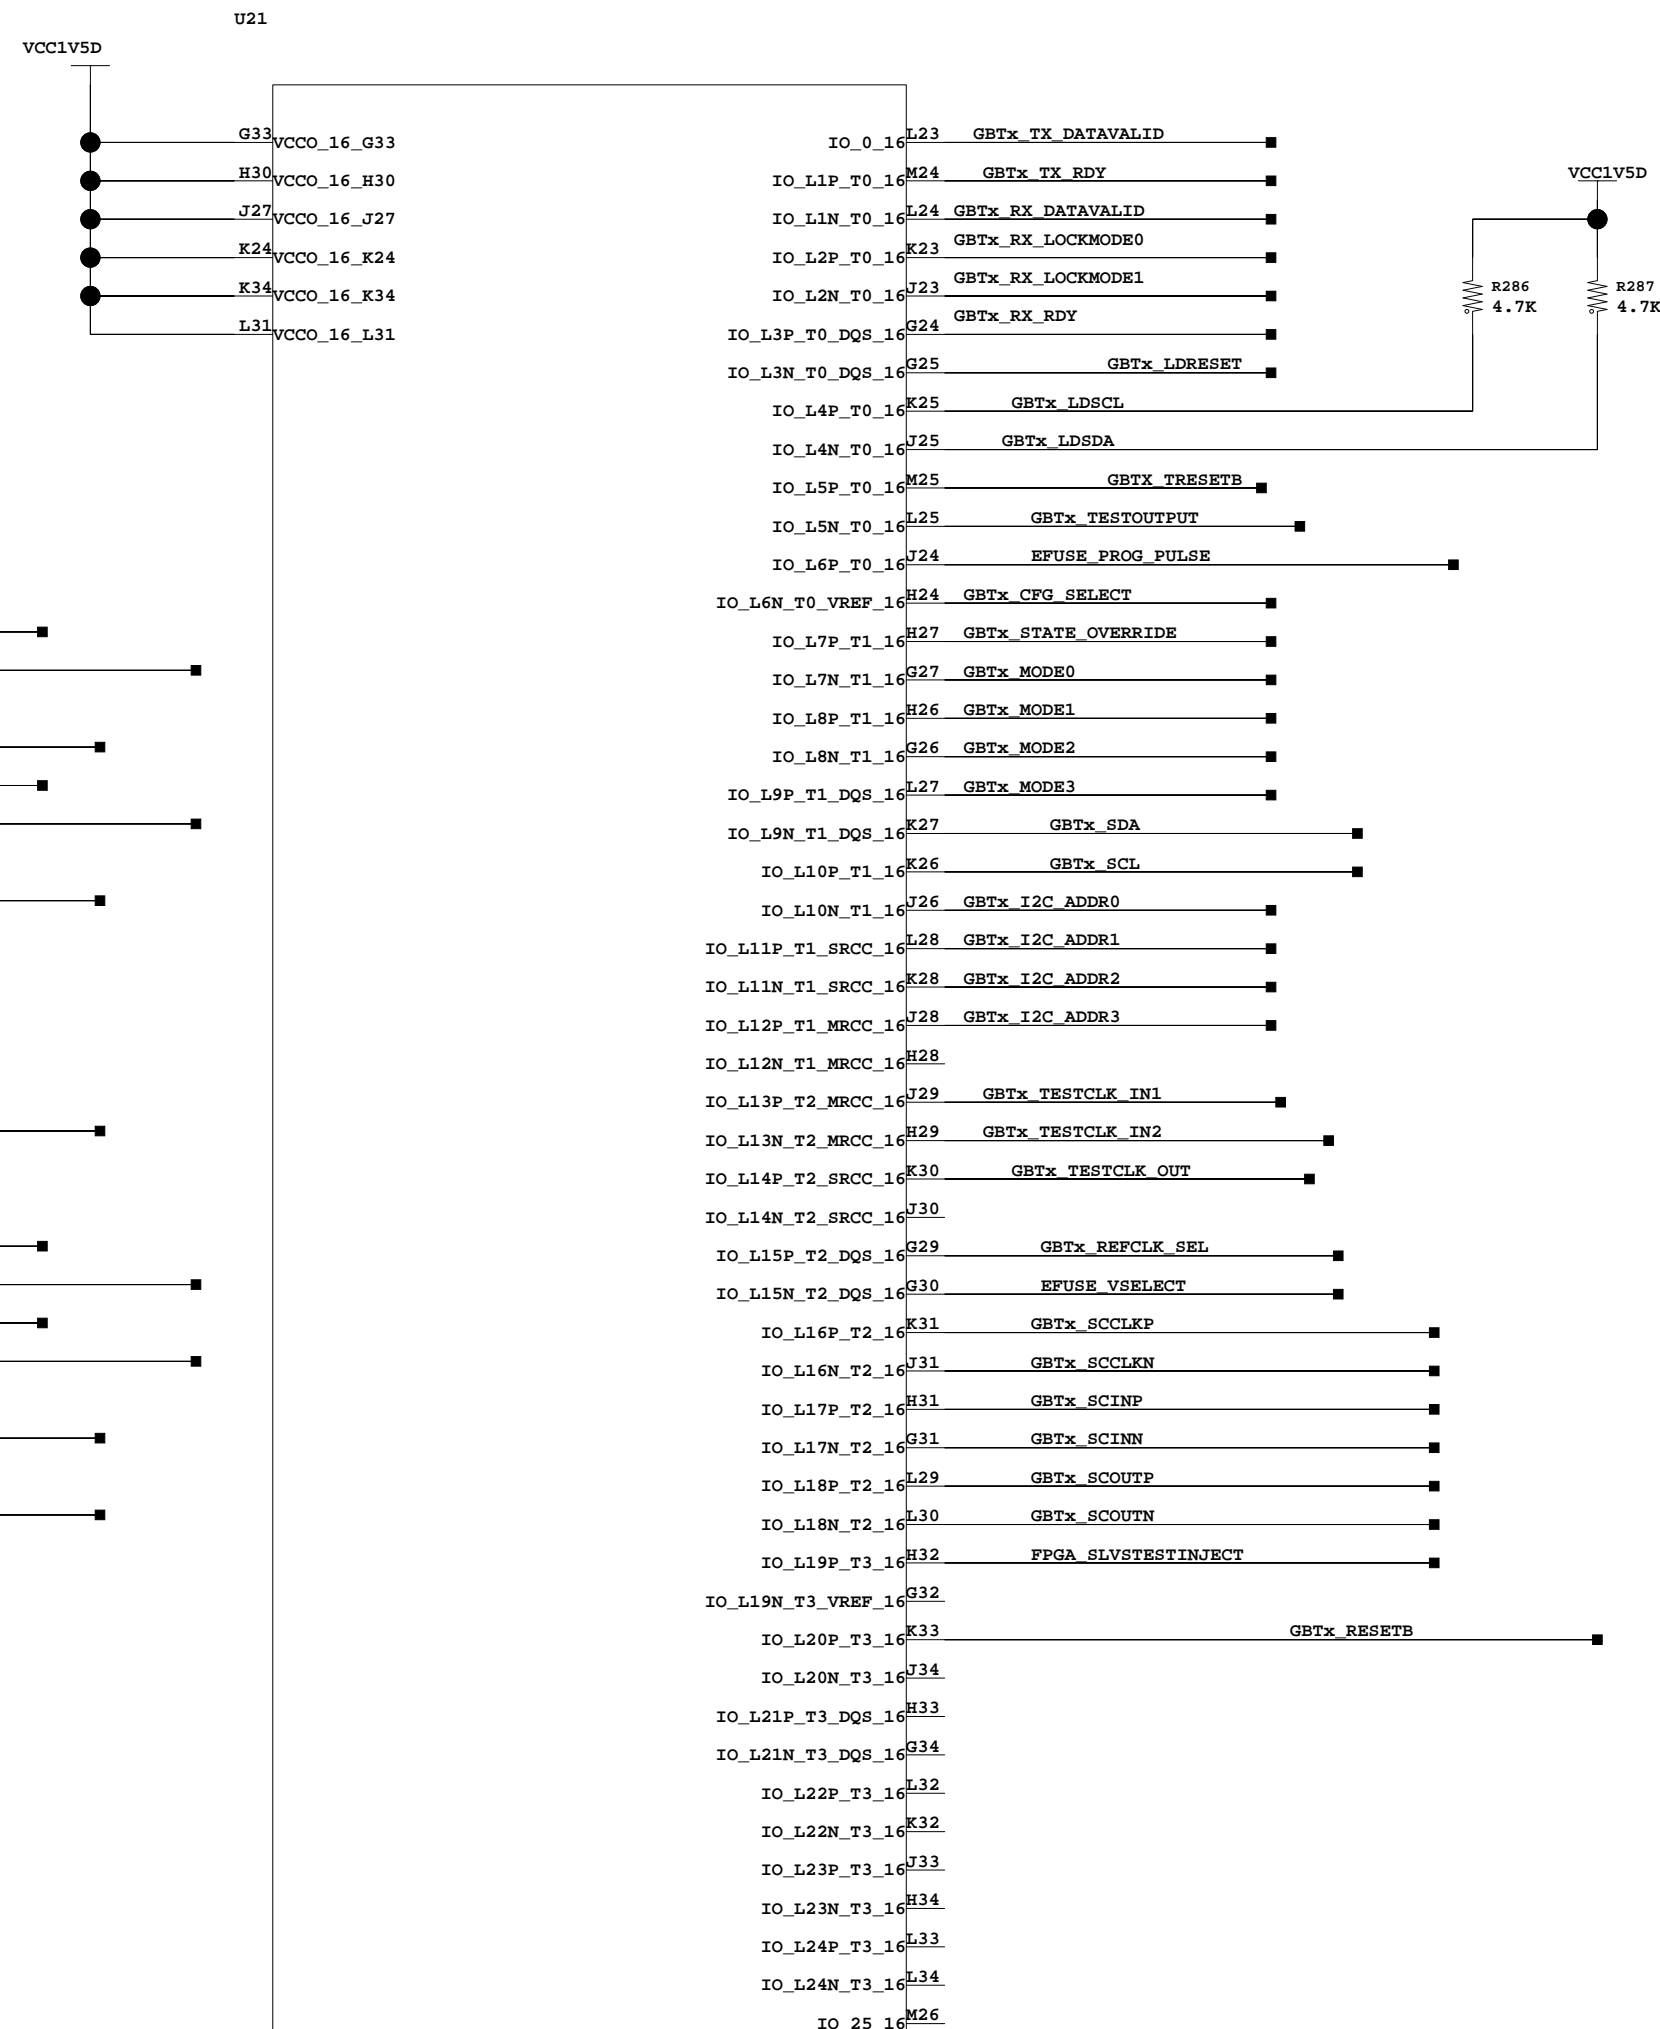 U21
VCC1V5D
G33 VCCO_16_G33 IO_0_16 L23 GBTx_TX_DATAVALID
H30 VCCO_16_H30 IO_L1P_T0_16 M24 GBTx_TX_RDY VCC1V5D
J27 VCCO_16_J27 IO_L1N_T0_16 L24 GBTx_RX_DATAVALID
K24 VCCO_16_K24 IO_L2P_T0_16 K23 GBTx_RX_LOCKMODE0
K34 VCCO_16_K34 IO_L2N_T0_16 J23 GBTx_RX_LOCKMODE1 R286 R287
4.7K 4.7K
L31 VCCO_16_L31 IO_L3P_T0_DQS_16 G24 GBTx_RX_RDY
IO_L3N_T0_DQS_16 G25 GBTx_LDRESET
IO_L4P_T0_16 K25 GBTx_LDSCL
IO_L4N_T0_16 J25 GBTx_LDSDA
IO_L5P_T0_16 M25 GBTX_TRESETB
IO_L5N_T0_16 L25 GBTx_TESTOUTPUT
IO_L6P_T0_16 J24 EFUSE_PROG_PULSE
IO_L6N_T0_VREF_16 H24 GBTx_CFG_SELECT
IO_L7P_T1_16 H27 GBTx_STATE_OVERRIDE
IO_L7N_T1_16 G27 GBTx_MODE0
IO_L8P_T1_16 H26 GBTx_MODE1
IO_L8N_T1_16 G26 GBTx_MODE2
IO_L9P_T1_DQS_16 L27 GBTx_MODE3
IO_L9N_T1_DQS_16 K27 GBTx_SDA
IO_L10P_T1_16 K26 GBTx_SCL
IO_L10N_T1_16 J26 GBTx_I2C_ADDR0
IO_L11P_T1_SRCC_16 L28 GBTx_I2C_ADDR1
IO_L11N_T1_SRCC_16 K28 GBTx_I2C_ADDR2
IO_L12P_T1_MRCC_16 J28 GBTx_I2C_ADDR3
IO_L12N_T1_MRCC_16 H28
IO_L13P_T2_MRCC_16 J29 GBTx_TESTCLK_IN1
IO_L13N_T2_MRCC_16 H29 GBTx_TESTCLK_IN2
IO_L14P_T2_SRCC_16 K30 GBTx_TESTCLK_OUT
IO_L14N_T2_SRCC_16 J30
IO_L15P_T2_DQS_16 G29 GBTx_REFCLK_SEL
IO_L15N_T2_DQS_16 G30 EFUSE_VSELECT
IO_L16P_T2_16 K31 GBTx_SCCLKP
IO_L16N_T2_16 J31 GBTx_SCCLKN
IO_L17P_T2_16 H31 GBTx_SCINP
IO_L17N_T2_16 G31 GBTx_SCINN
IO_L18P_T2_16 L29 GBTx_SCOUTP
IO_L18N_T2_16 L30 GBTx_SCOUTN
IO_L19P_T3_16 H32 FPGA_SLVSTESTINJECT
IO_L19N_T3_VREF_16 G32
IO_L20P_T3_16 K33 GBTx_RESETB
IO_L20N_T3_16 J34
IO_L21P_T3_DQS_16 H33
IO_L21N_T3_DQS_16 G34
IO_L22P_T3_16 L32
IO_L22N_T3_16 K32
IO_L23P_T3_16 J33
IO_L23N_T3_16 H34
IO_L24P_T3_16 L33
IO_L24N_T3_16 L34
IO_25_16 M26